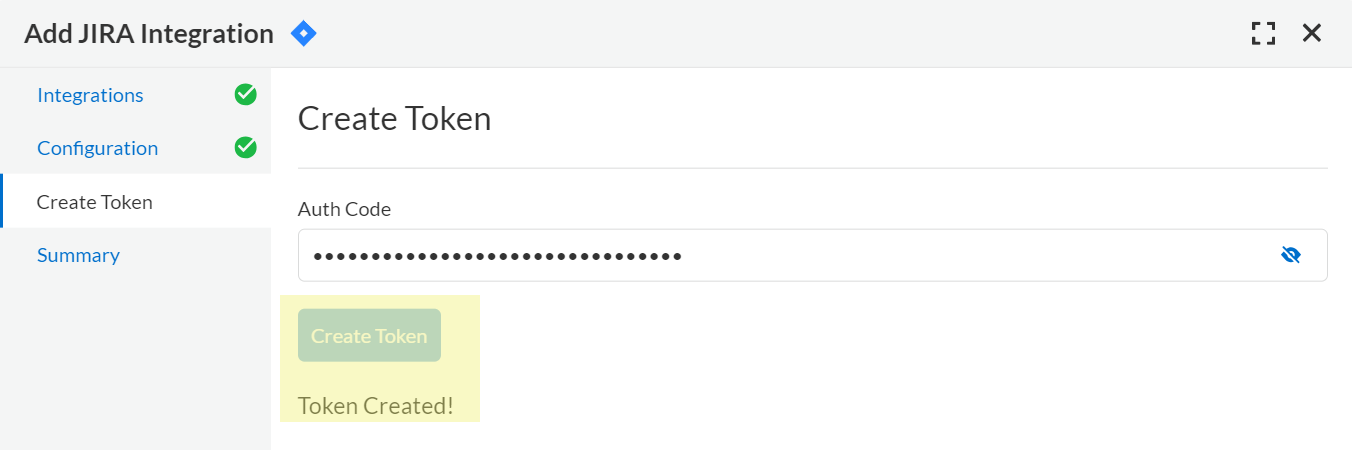 Add JIRA Integration
Integrations
Configuration
Create Token
Summary
Create Token
Auth Code
••••••••••••••••••••••••••••••••
Create Token
Token Created!